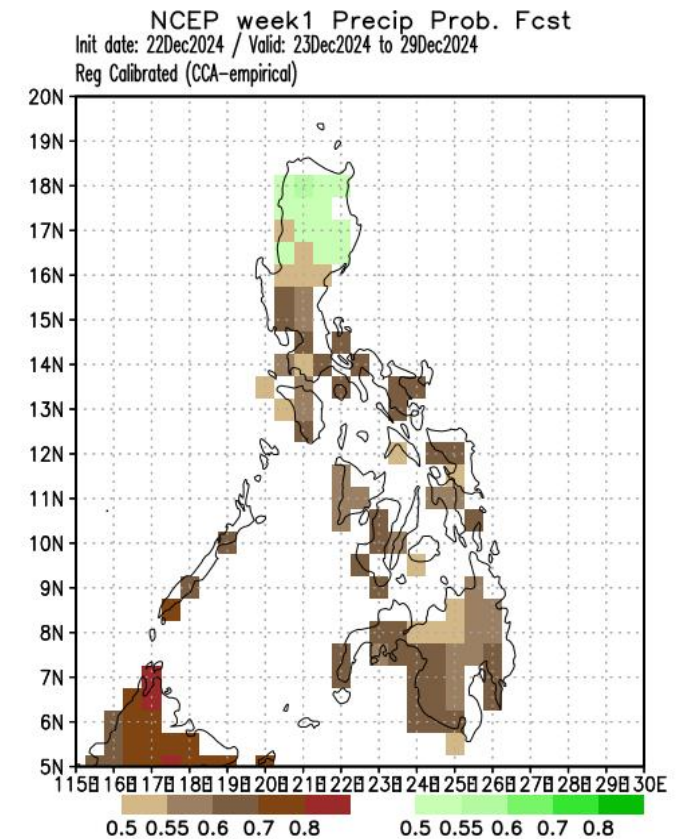 NCEP week1 Precip Prob. Fcst
Init date: 22Dec2024 / Valid: 23Dec2024 to 29Dec2024
Reg Calibrated (CCA-empirical)
20N
19N
18N
17N
16N
15N
14N
13N
12N
11N
10N
9N
8N
7N
6N
5N
115E 116E 117E 118E 119E 120E 121E 122E 123E 124E 125E 126E 127E 128E 129E 130E
0.5 0.55 0.6 0.7 0.8 0.5 0.55 0.6 0.7 0.8